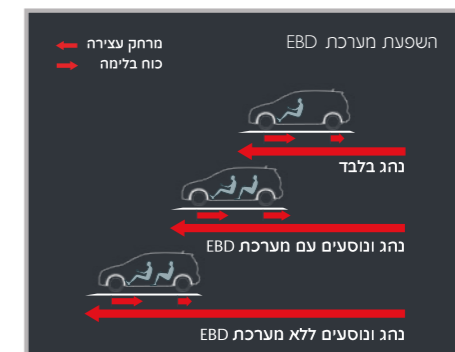 השפעת מערכת EBD
מרחק עצירה
כוח בלימה
נהג בלבד
נהג ונוסעים עם מערכת EBD
נהג ונוסעים ללא מערכת EBD